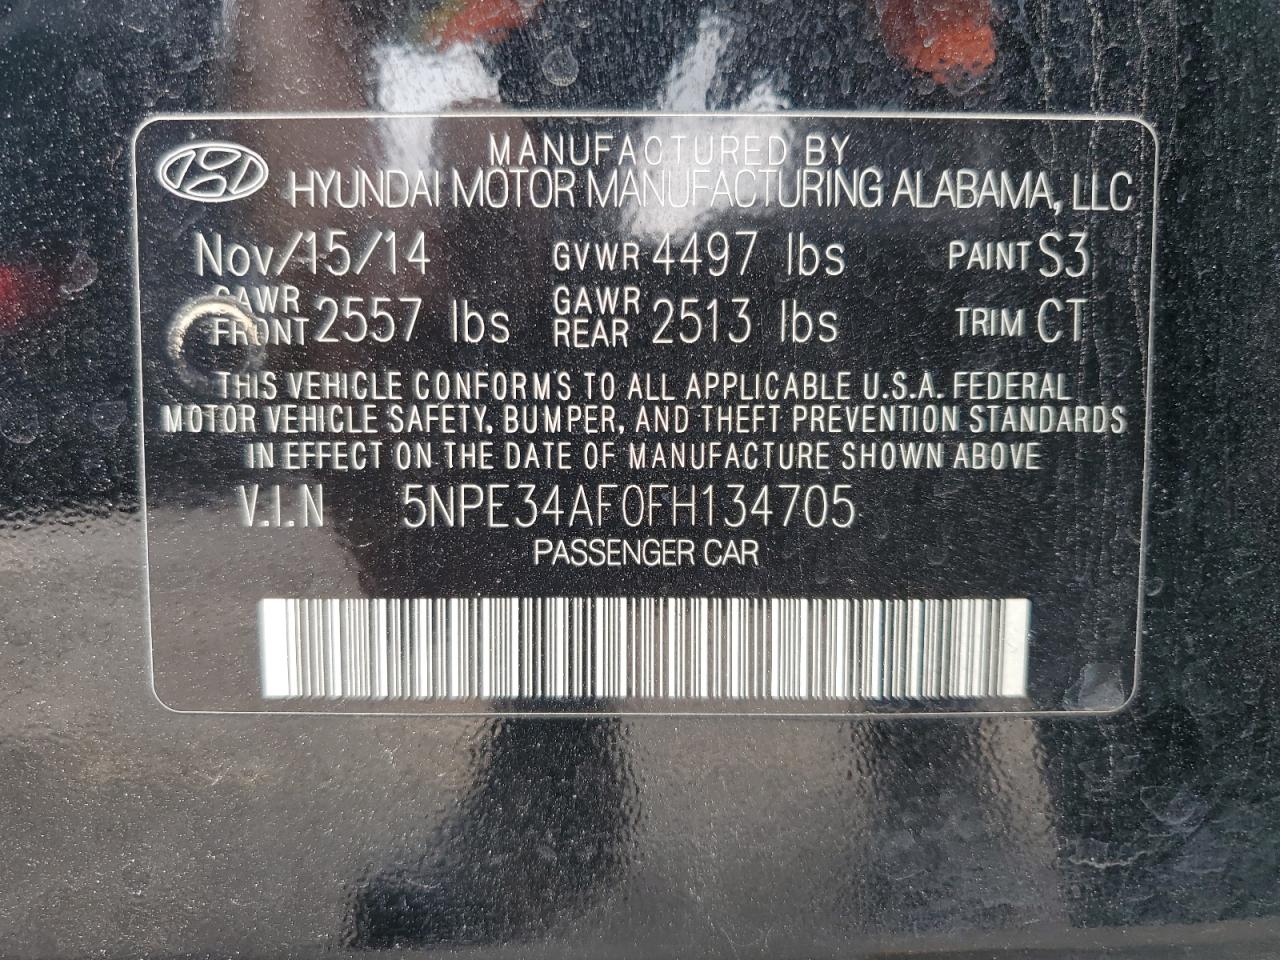 MANUFACTURED BY
HYUNDAI MOTOR MANUFACTURING ALABAMA, LLC
Nov/15/14 GVWR 4497 lbs PAINT S3
GAWR FRONT 2557 lbs GAWR REAR 2513 lbs TRIM CT
THIS VEHICLE CONFORMS TO ALL APPLICABLE U.S.A. FEDERAL
MOTOR VEHICLE SAFETY, BUMPER, AND THEFT PREVENTION STANDARDS
IN EFFECT ON THE DATE OF MANUFACTURE SHOWN ABOVE
V.I.N 5NPE34AF0FH134705
PASSENGER CAR